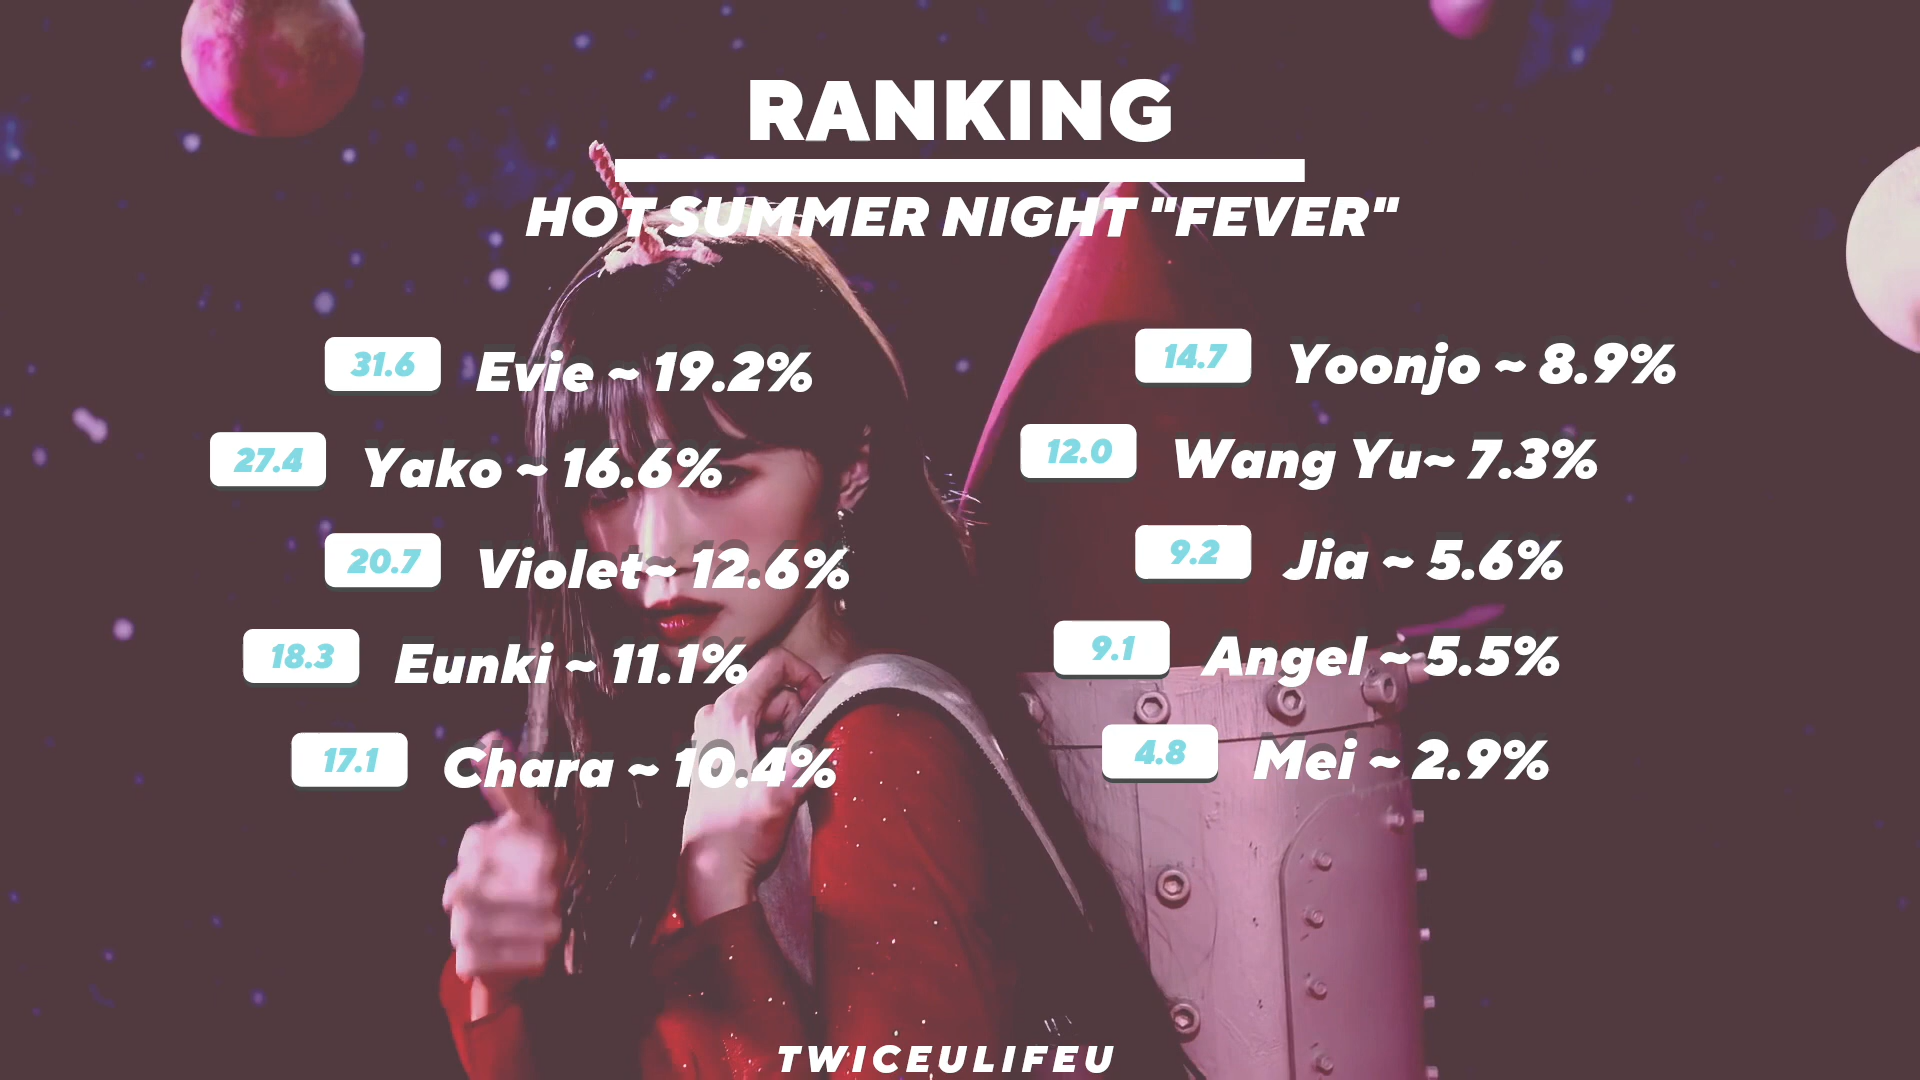 RANKING
HOT SUMMER NIGHT "FEVER"
31.6 Evie ~ 19.2%
27.4 Yako ~ 16.6%
20.7 Violet~ 12.6%
18.3 Eunki ~ 11.1%
17.1 Chara ~ 10.4%
14.7 Yoonjo ~ 8.9%
12.0 Wang Yu~ 7.3%
9.2 Jia ~ 5.6%
9.1 Angel ~ 5.5%
4.8 Mei ~ 2.9%
TWICEULIFEU